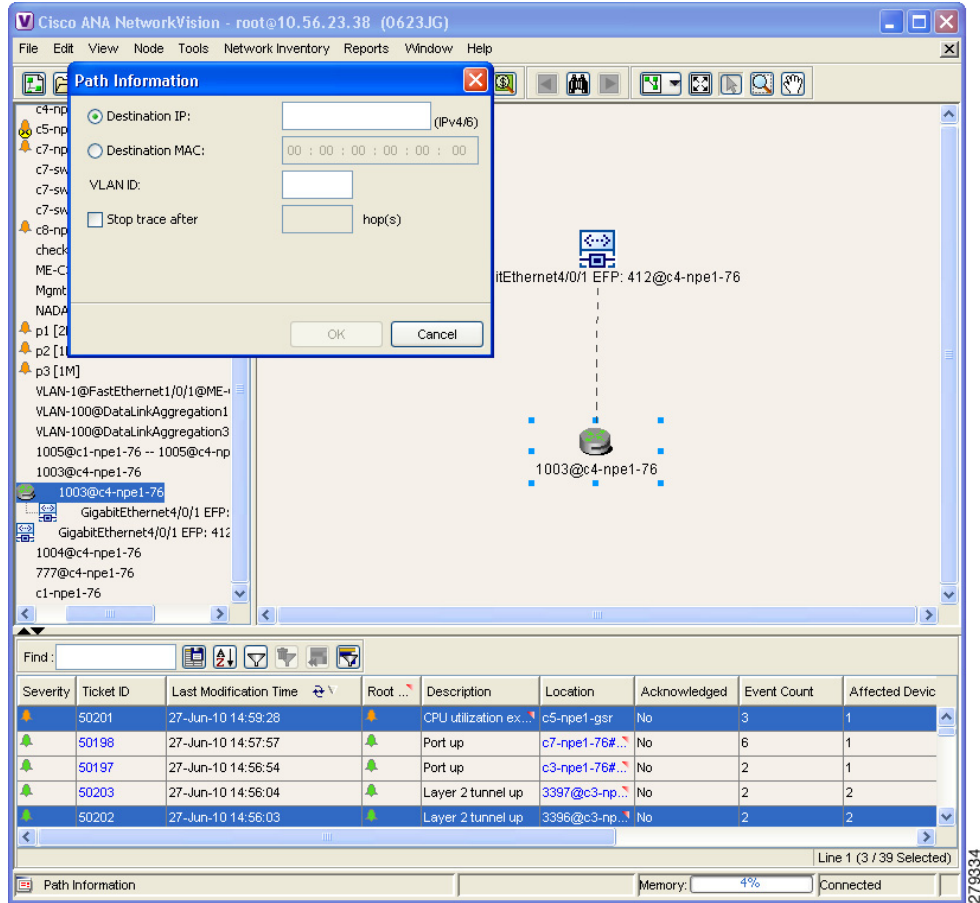 Cisco ANA NetworkVision - root@10.56.23.38 (0623JG)
File Edit View Node Tools Network Inventory Reports Window Help
Path Information
Destination IP: (IPv4/6)
Destination MAC: 00 : 00 : 00 : 00 : 00 : 00
VLAN ID:
Stop trace after hop(s)
OK Cancel
c4-np
c5-np
c7-np
c7-sw
c7-sw
c7-sw
c8-np
check
ME-C
Mgmt
NADA
p1 [2
p2 [1
p3 [1M]
VLAN-1@FastEthernet1/0/1@ME-
VLAN-100@DataLinkAggregation1
VLAN-100@DataLinkAggregation3
1005@c1-npe1-76 -- 1005@c4-np
1003@c4-npe1-76
1003@c4-npe1-76
GigabitEthernet4/0/1 EFP:
GigabitEthernet4/0/1 EFP: 412
1004@c4-npe1-76
777@c4-npe1-76
c1-npe1-76
itEthernet4/0/1 EFP: 412@c4-npe1-76
1003@c4-npe1-76
Find :
Severity Ticket ID Last Modification Time Root ... Description Location Acknowledged Event Count Affected Devic
50201 27-Jun-10 14:59:28 CPU utilization ex... c5-npe1-gsr No 3 1
50198 27-Jun-10 14:57:57 Port up c7-npe1-76#... No 6 1
50197 27-Jun-10 14:56:54 Port up c3-npe1-76#... No 2 1
50203 27-Jun-10 14:56:04 Layer 2 tunnel up 3397@c3-np... No 2 2
50202 27-Jun-10 14:56:03 Layer 2 tunnel up 3396@c3-np... No 2 2
Line 1 (3 / 39 Selected)
Path Information Memory: 4% Connected
279334